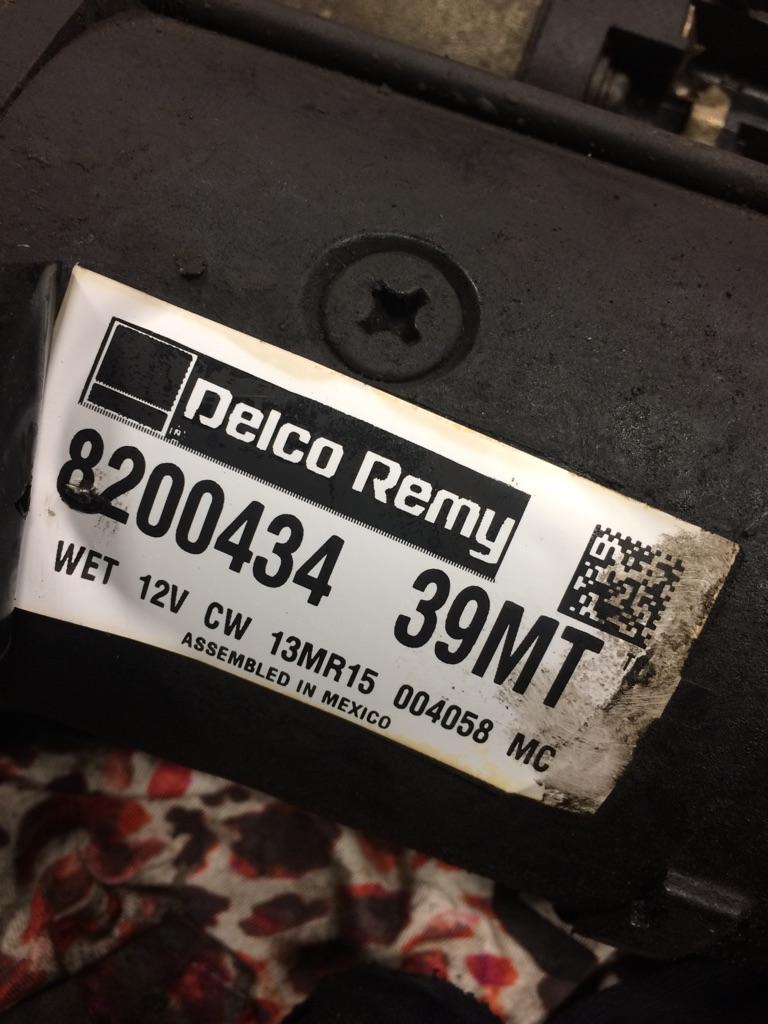 Delco Remy
8200434 39MT
WET 12V CW 13MR15 004058 MC
ASSEMBLED IN MEXICO